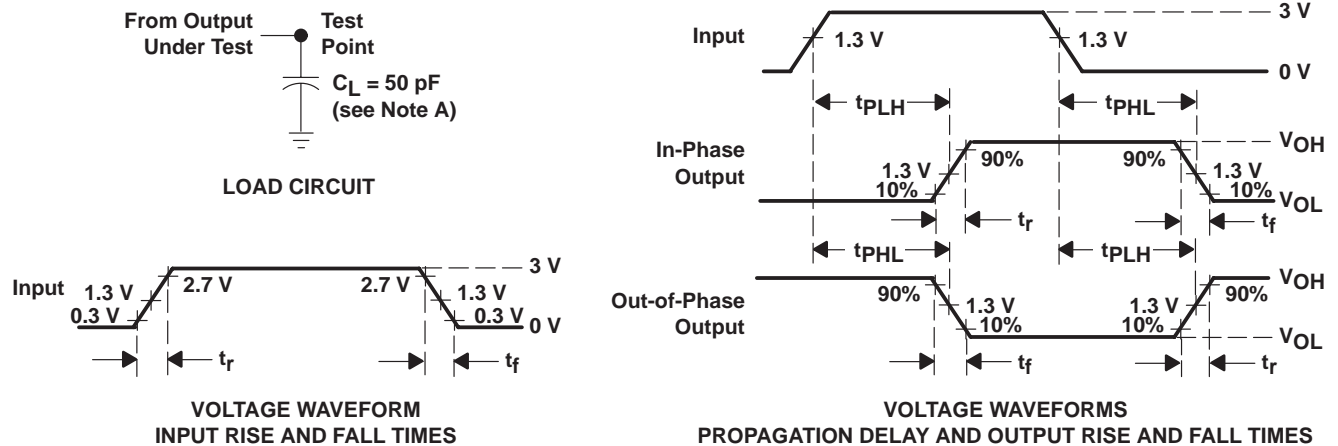 From Output
Under Test
Test
Point
CL = 50 pF
(see Note A)
LOAD CIRCUIT
Input
1.3 V
0.3 V
2.7 V
2.7 V
1.3 V
0.3 V
3 V
0 V
tr
tf
VOLTAGE WAVEFORM
INPUT RISE AND FALL TIMES
Input
1.3 V
1.3 V
3 V
0 V
tPLH
tPHL
In-Phase
Output
1.3 V
10%
90%
90%
1.3 V
10%
VOH
VOL
tr
tf
tPHL
tPLH
Out-of-Phase
Output
90%
1.3 V
10%
1.3 V
10%
90%
VOH
VOL
tf
tr
VOLTAGE WAVEFORMS
PROPAGATION DELAY AND OUTPUT RISE AND FALL TIMES